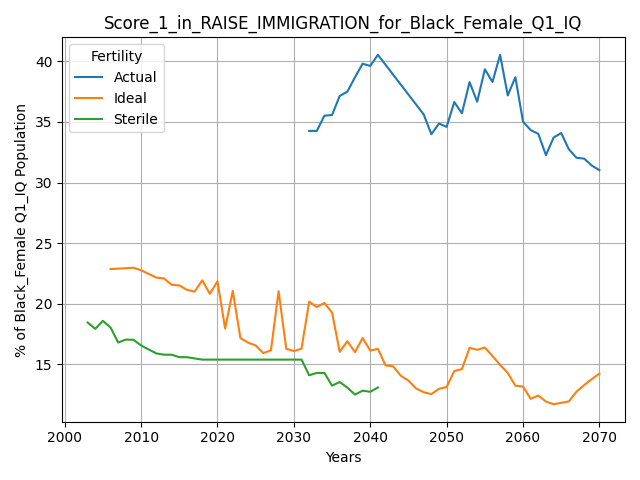 Score_1_in_RAISE_IMMIGRATION_for_Black_Female_Q1_IQ
Fertility
Actual
Ideal
Sterile
% of Black_Female Q1_IQ Population
40
35
30
25
20
15
2000
2010
2020
2030
2040
2050
2060
2070
Years